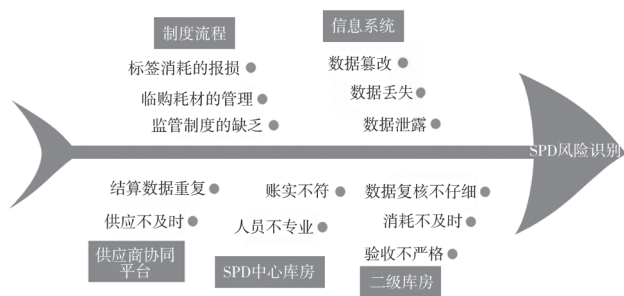 制度流程
标签消耗的报损
临购耗材的管理
监管制度的缺乏
信息系统
数据篡改
数据丢失
数据泄露
SPD风险识别
结算数据重复
供应不及时
供应商协同
平台
账实不符
人员不专业
SPD中心库房
数据复核不仔细
消耗不及时
验收不严格
二级库房